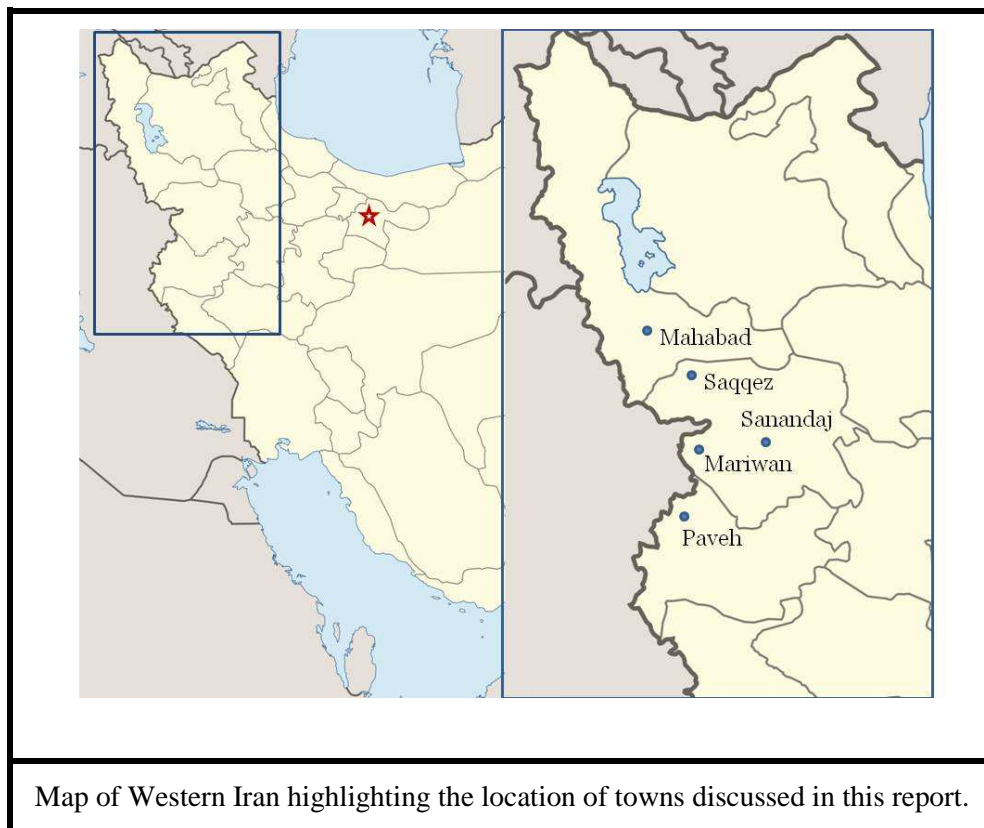 Mahabad
Saqqez
Sanandaj
Mariwan
Paveh
Map of Western Iran highlighting the location of towns discussed in this report.